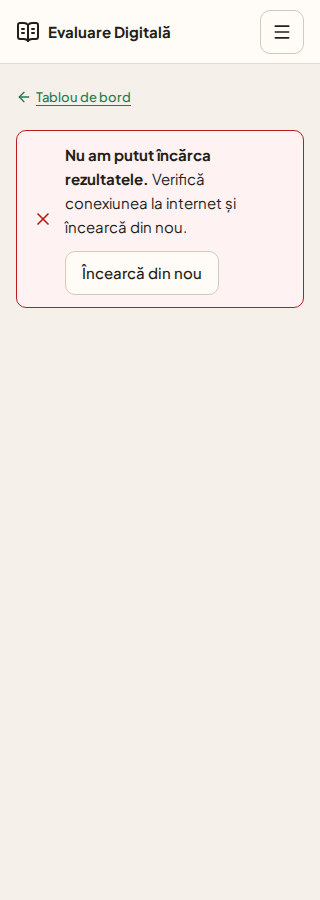 Evaluare Digitală
Tablou de bord
Nu am putut încărca
rezultatele. Verifică
conexiunea la internet și
încearcă din nou.
Încearcă din nou